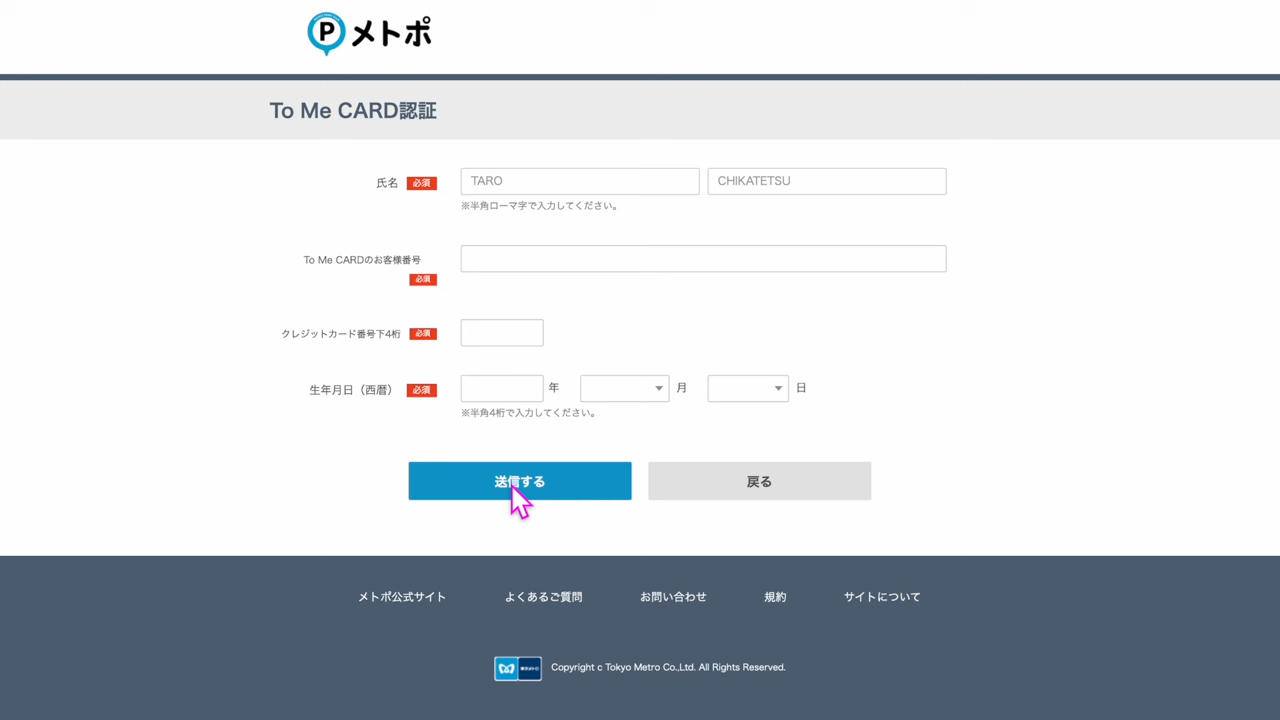 P メトポ
To Me CARD認証
氏名 必須 TARO CHIKATETSU
※半角ローマ字で入力してください。
To Me CARDのお客様番号
必須
クレジットカード番号下4桁 必須
生年月日（西暦） 必須 年 月 日
※半角4桁で入力してください。
送信する 戻る
メトポ公式サイト よくあるご質問 お問い合わせ 規約 サイトについて
東京メトロ Copyright c Tokyo Metro Co.,Ltd. All Rights Reserved.